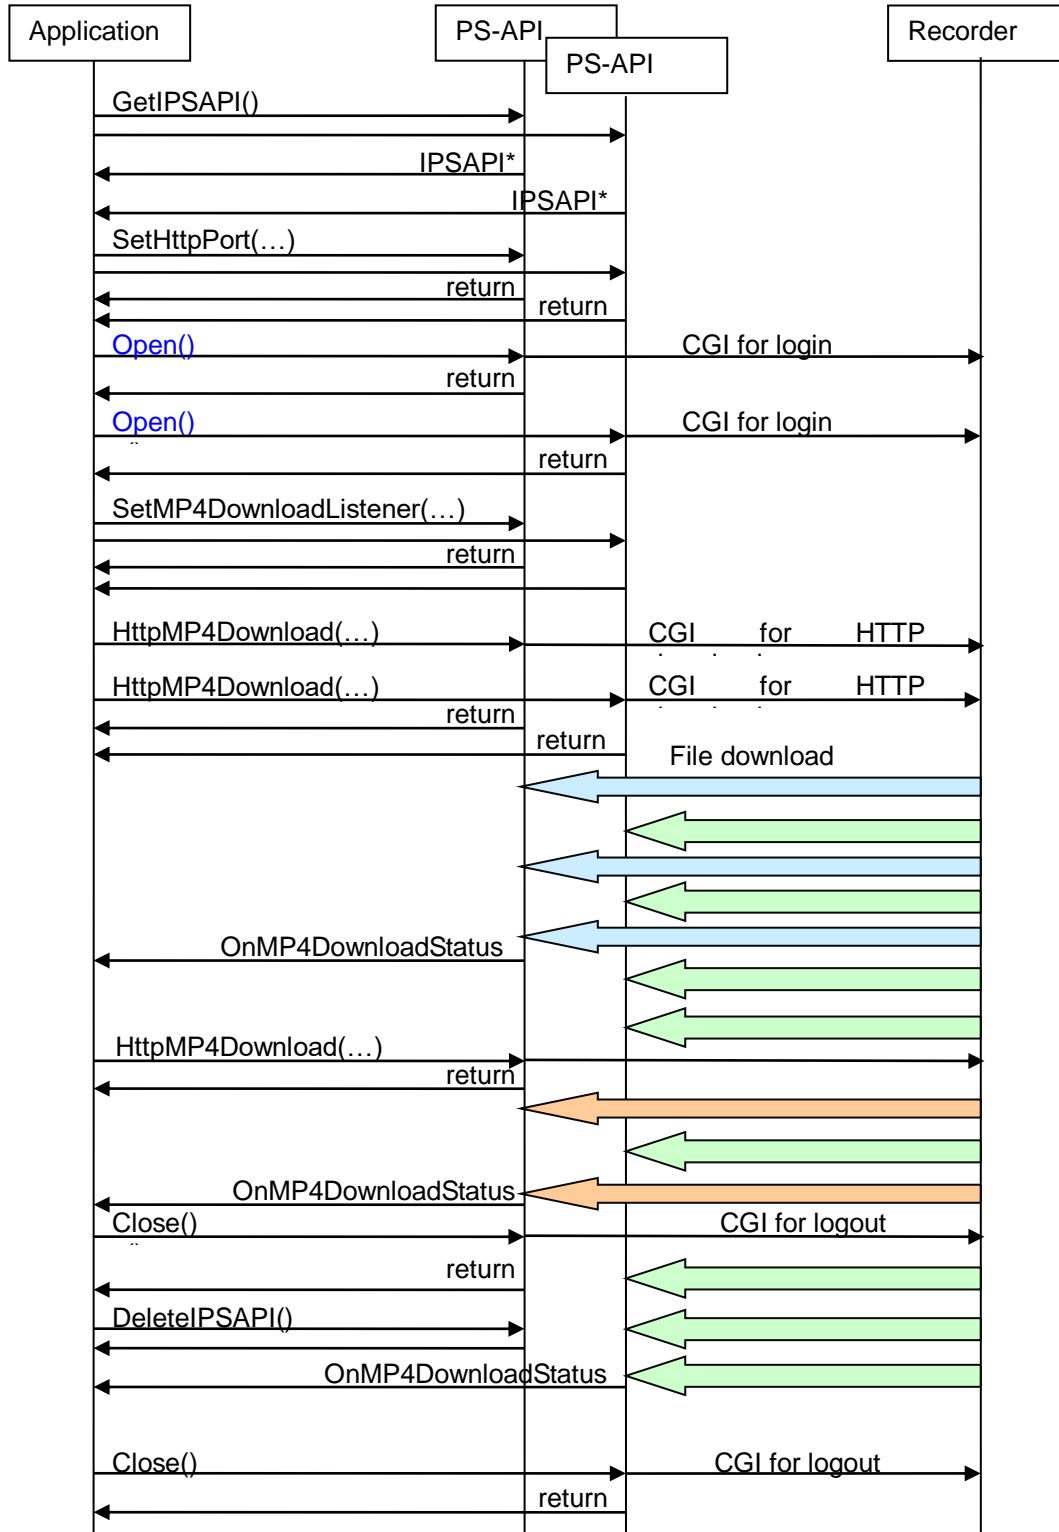 Application
PS-API
PS-API
Recorder
GetIPSAPI()
IPSAPI*
IPSAPI*
SetHttpPort(…)
return
return
Open()
CGI for login
return
Open()
CGI for login
return
SetMP4DownloadListener(…)
return
HttpMP4Download(…)
CGI for HTTP
HttpMP4Download(…)
CGI for HTTP
return
return
File download
OnMP4DownloadStatus
HttpMP4Download(…)
return
OnMP4DownloadStatus
Close()
CGI for logout
return
DeleteIPSAPI()
OnMP4DownloadStatus
Close()
CGI for logout
return